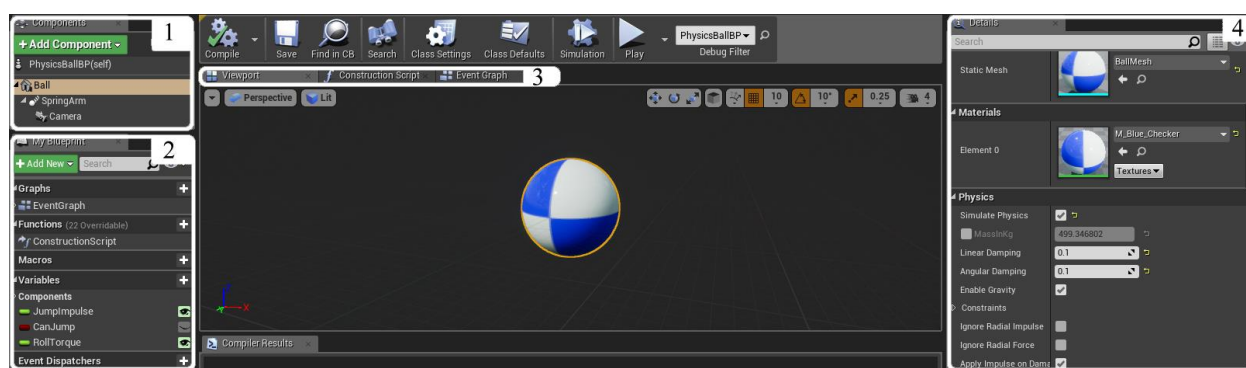 Components
1
+ Add Component
PhysicsBallBP(self)
Ball
SpringArm
Camera
My Blueprint
2
+ Add New
Search
Graphs
EventGraph
Functions (22 Overridable)
ConstructionScript
Macros
Variables
Components
JumpImpulse
CanJump
RollTorque
Event Dispatchers
Compile
Save
Find in CB
Search
Class Settings
Class Defaults
Simulation
Play
PhysicsBallBP
Debug Filter
Viewport
Construction Script
Event Graph
3
Perspective
Lit
10
10°
0.25
4
Z
X
Compiler Results
Details
4
Search
Static Mesh
BallMesh
Materials
Element 0
M_Blue_Checker
Textures
Physics
Simulate Physics
MassInKg
499.346802
Linear Damping
0.1
Angular Damping
0.1
Enable Gravity
Constraints
Ignore Radial Impulse
Ignore Radial Force
Apply Impulse on Dama